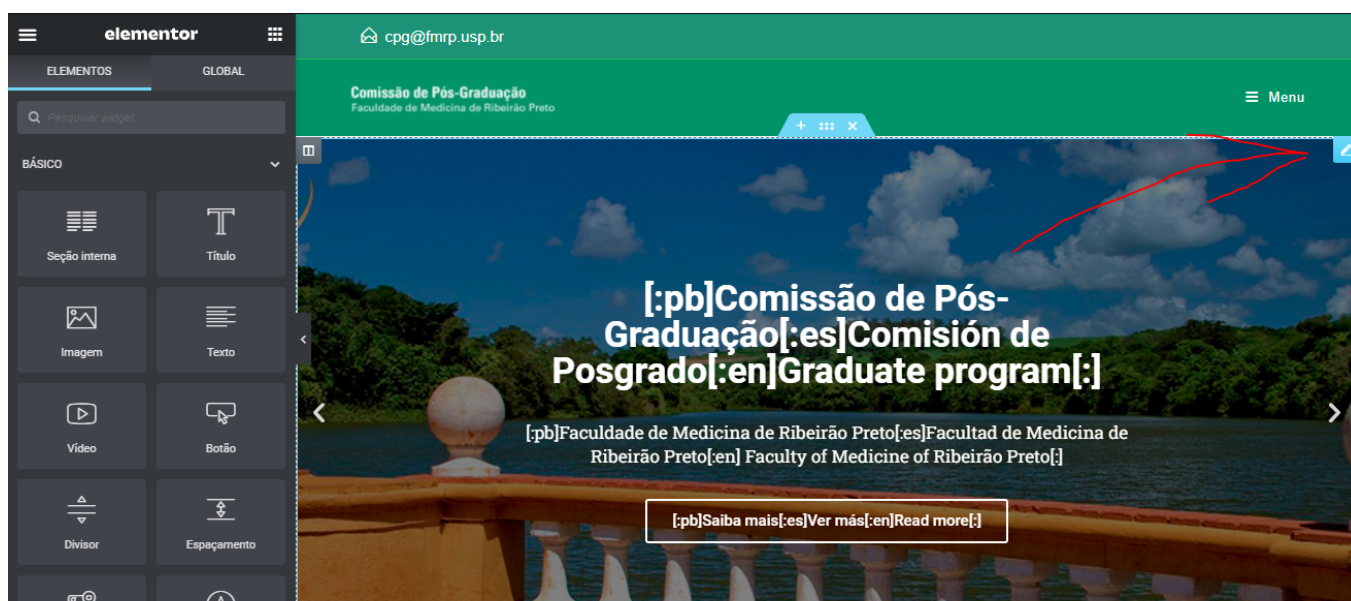 elementor
cpg@fmrp.usp.br
ELEMENTOS
GLOBAL
Comissão de Pós-Graduação
Faculdade de Medicina de Ribeirão Preto
Menu
Pesquisar widget...
BÁSICO
Seção interna
Título
Imagem
Texto
Vídeo
Botão
Divisor
Espaçamento
[:pb]Comissão de Pós-
Graduação[:es]Comisión de
Posgrado[:en]Graduate program[:]
[:pb]Faculdade de Medicina de Ribeirão Preto[:es]Facultad de Medicina de
Ribeirão Preto[:en] Faculty of Medicine of Ribeirão Preto[:]
[:pb]Saiba mais[:es]Ver más[:en]Read more[:]